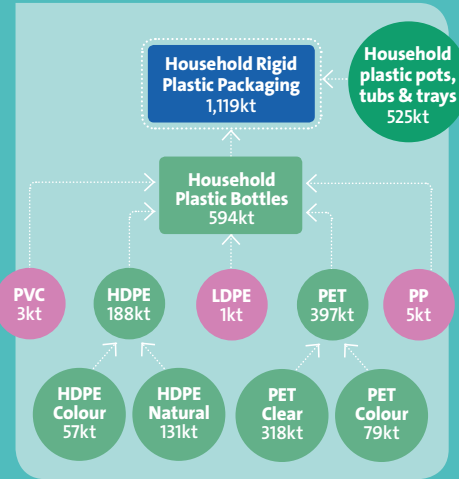 Household Rigid
Plastic Packaging
1,119kt
Household
plastic pots,
tubs & trays
525kt
Household
Plastic Bottles
594kt
PVC
3kt
HDPE
188kt
LDPE
1kt
PET
397kt
PP
5kt
HDPE
Colour
57kt
HDPE
Natural
131kt
PET
Clear
318kt
PET
Colour
79kt